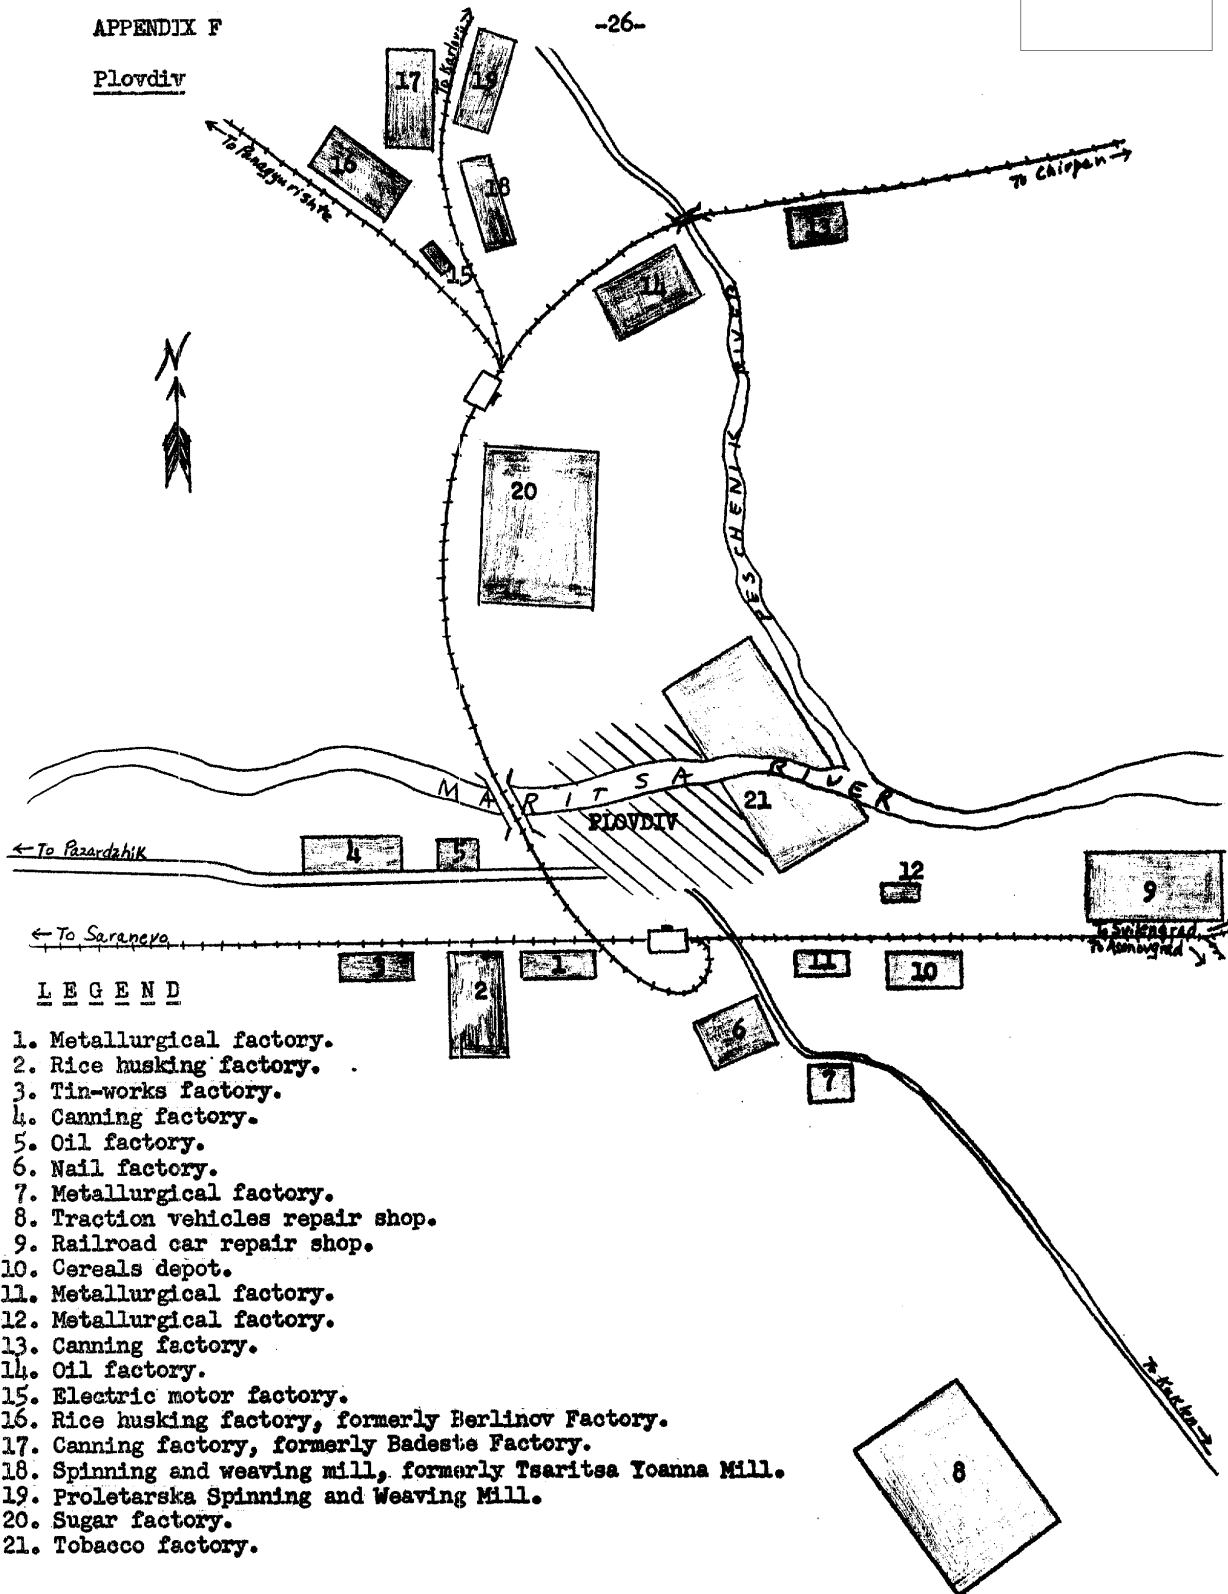 APPENDIX F
-26-
Plovdiv
To Karlovo
17
19
To Panagyurishte
16
18
To Chirpan
13
15
14
N
PESCHENIK RIVER
20
MARITSA RIVER
21
PLOVDIV
To Pazardzhik
4
5
12
9
To Saranevo
To Svilengrad
To Asenovgrad
3
2
1
11
10
6
7
LEGEND
1. Metallurgical factory.
2. Rice husking factory.
3. Tin-works factory.
4. Canning factory.
5. Oil factory.
6. Nail factory.
7. Metallurgical factory.
8. Traction vehicles repair shop.
9. Railroad car repair shop.
10. Cereals depot.
11. Metallurgical factory.
12. Metallurgical factory.
13. Canning factory.
14. Oil factory.
15. Electric motor factory.
16. Rice husking factory, formerly Berlinov Factory.
17. Canning factory, formerly Badeste Factory.
18. Spinning and weaving mill, formerly Tsaritsa Yoanna Mill.
19. Proletarska Spinning and Weaving Mill.
20. Sugar factory.
21. Tobacco factory.
To Kuklen
8